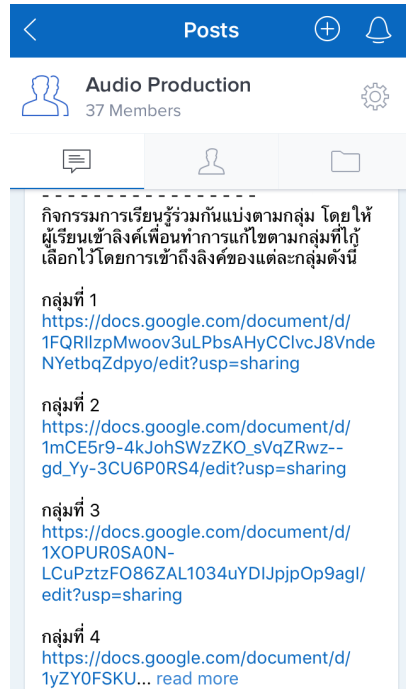 Posts
Audio Production
37 Members
- - - - - - - - - - - - - - - - - -
กิจกรรมการเรียนรู้ร่วมกันแบ่งตามกลุ่ม โดยให้
ผู้เรียนเข้าลิงค์เพื่อนทำการแก้ไขตามกลุ่มที่ไก้
เลือกไว้โดยการเข้าถึงลิงค์ของแต่ละกลุ่มดังนี้
กลุ่มที่ 1
https://docs.google.com/document/d/
1FQRIlzpMwoov3uLPbsAHyCClvcJ8Vnde
NYetbqZdpyo/edit?usp=sharing
กลุ่มที่ 2
https://docs.google.com/document/d/
1mCE5r9-4kJohSWzZKO_sVqZRwz--
gd_Yy-3CU6P0RS4/edit?usp=sharing
กลุ่มที่ 3
https://docs.google.com/document/d/
1XOPUR0SA0N-
LCuPztzFO86ZAL1034uYDIJpjpOp9agI/
edit?usp=sharing
กลุ่มที่ 4
https://docs.google.com/document/d/
1yZY0FSKU... read more